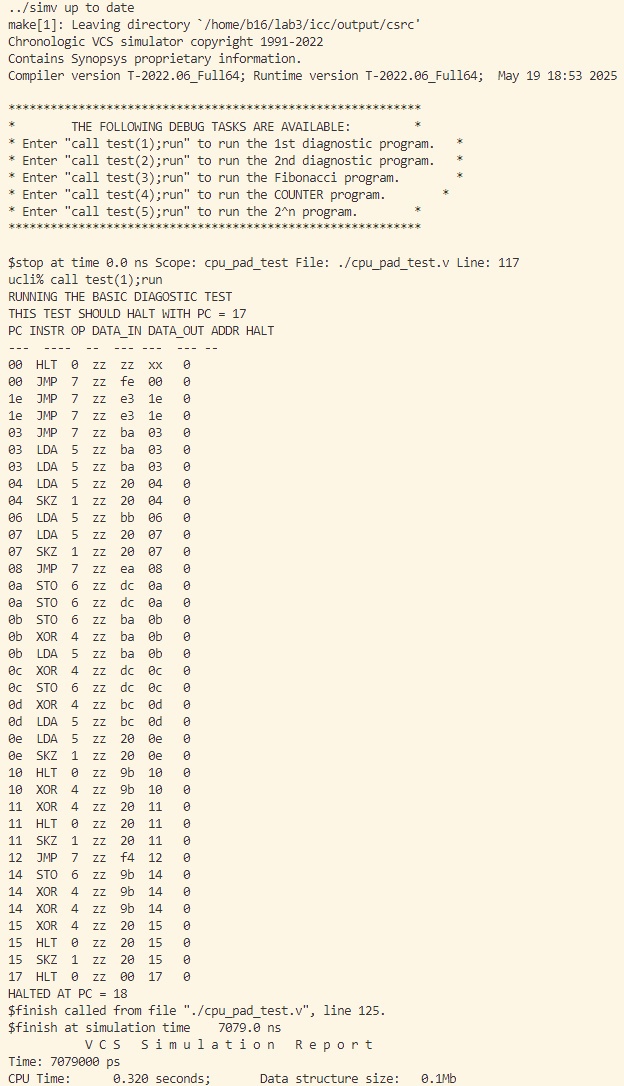 ../simv up to date
make[1]: Leaving directory `/home/b16/lab3/icc/output/csrc'
Chronologic VCS simulator copyright 1991-2022
Contains Synopsys proprietary information.
Compiler version T-2022.06_Full64; Runtime version T-2022.06_Full64;  May 19 18:53 2025

***********************************************************
*        THE FOLLOWING DEBUG TASKS ARE AVAILABLE:         *
* Enter "call test(1);run" to run the 1st diagnostic program.   *
* Enter "call test(2);run" to run the 2nd diagnostic program.   *
* Enter "call test(3);run" to run the Fibonacci program.        *
* Enter "call test(4);run" to run the COUNTER program.        *
* Enter "call test(5);run" to run the 2^n program.        *
***********************************************************

$stop at time 0.0 ns Scope: cpu_pad_test File: ./cpu_pad_test.v Line: 117
ucli% call test(1);run
RUNNING THE BASIC DIAGOSTIC TEST
THIS TEST SHOULD HALT WITH PC = 17
PC INSTR OP DATA_IN DATA_OUT ADDR HALT
---  ----  --  --- ---  --- --
00  HLT  0  zz  zz  xx   0
00  JMP  7  zz  fe  00   0
1e  JMP  7  zz  e3  1e   0
1e  JMP  7  zz  e3  1e   0
03  JMP  7  zz  ba  03   0
03  LDA  5  zz  ba  03   0
03  LDA  5  zz  ba  03   0
04  LDA  5  zz  20  04   0
04  SKZ  1  zz  20  04   0
06  LDA  5  zz  bb  06   0
07  LDA  5  zz  20  07   0
07  SKZ  1  zz  20  07   0
08  JMP  7  zz  ea  08   0
0a  STO  6  zz  dc  0a   0
0a  STO  6  zz  dc  0a   0
0b  STO  6  zz  ba  0b   0
0b  XOR  4  zz  ba  0b   0
0b  LDA  5  zz  ba  0b   0
0c  XOR  4  zz  dc  0c   0
0c  STO  6  zz  dc  0c   0
0d  XOR  4  zz  bc  0d   0
0d  LDA  5  zz  bc  0d   0
0e  LDA  5  zz  20  0e   0
0e  SKZ  1  zz  20  0e   0
10  HLT  0  zz  9b  10   0
10  XOR  4  zz  9b  10   0
11  XOR  4  zz  20  11   0
11  HLT  0  zz  20  11   0
11  SKZ  1  zz  20  11   0
12  JMP  7  zz  f4  12   0
14  STO  6  zz  9b  14   0
14  XOR  4  zz  9b  14   0
14  XOR  4  zz  9b  14   0
15  XOR  4  zz  20  15   0
15  HLT  0  zz  20  15   0
15  SKZ  1  zz  20  15   0
17  HLT  0  zz  00  17   0
HALTED AT PC = 18
$finish called from file "./cpu_pad_test.v", line 125.
$finish at simulation time    7079.0 ns
           V C S   S i m u l a t i o n   R e p o r t
Time: 7079000 ps
CPU Time:      0.320 seconds;       Data structure size:   0.1Mb